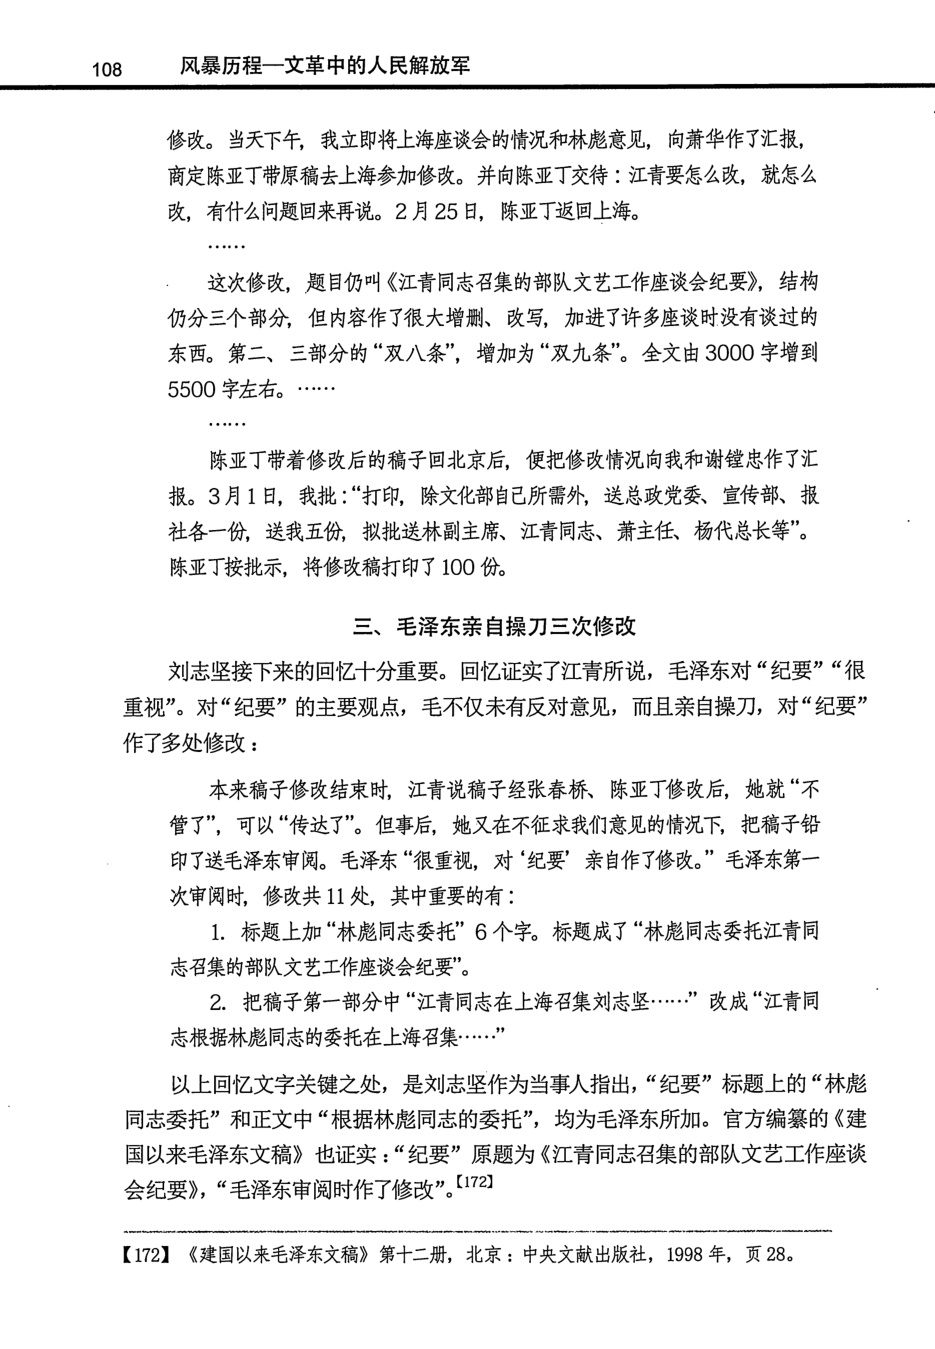 108 风暴历程—文革中的人民解放军
修改。当天下午，我立即将上海座谈会的情况和林彪意见，向萧华作了汇报，
商定陈亚丁带原稿去上海参加修改。并向陈亚丁交待：江青要怎么改，就怎么
改，有什么问题回来再说。2月25日，陈亚丁返回上海。
……
这次修改，题目仍叫《江青同志召集的部队文艺工作座谈会纪要》，结构
仍分三个部分，但内容作了很大增删、改写，加进了许多座谈时没有谈过的
东西。第二、三部分的“双八条”，增加为“双九条”。全文由3000字增到
5500字左右。……
……
陈亚丁带着修改后的稿子回北京后，便把修改情况向我和谢镗忠作了汇
报。3月1日，我批：“打印，除文化部自己所需外，送总政党委、宣传部、报
社各一份，送我五份，拟批送林副主席、江青同志、萧主任、杨代总长等”。
陈亚丁按批示，将修改稿打印了100份。
三、毛泽东亲自操刀三次修改
刘志坚接下来的回忆十分重要。回忆证实了江青所说，毛泽东对“纪要”“很
重视”。对“纪要”的主要观点，毛不仅未有反对意见，而且亲自操刀，对“纪要”
作了多处修改：
本来稿子修改结束时，江青说稿子经张春桥、陈亚丁修改后，她就“不
管了”，可以“传达了”。但事后，她又在不征求我们意见的情况下，把稿子铅
印了送毛泽东审阅。毛泽东“很重视，对‘纪要’亲自作了修改。”毛泽东第一
次审阅时，修改共11处，其中重要的有：
1. 标题上加“林彪同志委托”6个字。标题成了“林彪同志委托江青同
志召集的部队文艺工作座谈会纪要”。
2. 把稿子第一部分中“江青同志在上海召集刘志坚……”改成“江青同
志根据林彪同志的委托在上海召集……”
以上回忆文字关键之处，是刘志坚作为当事人指出，“纪要”标题上的“林彪
同志委托”和正文中“根据林彪同志的委托”，均为毛泽东所加。官方编纂的《建
国以来毛泽东文稿》也证实：“纪要”原题为《江青同志召集的部队文艺工作座谈
会纪要》，“毛泽东审阅时作了修改”。【172】
【172】《建国以来毛泽东文稿》第十二册，北京：中央文献出版社，1998年，页28。